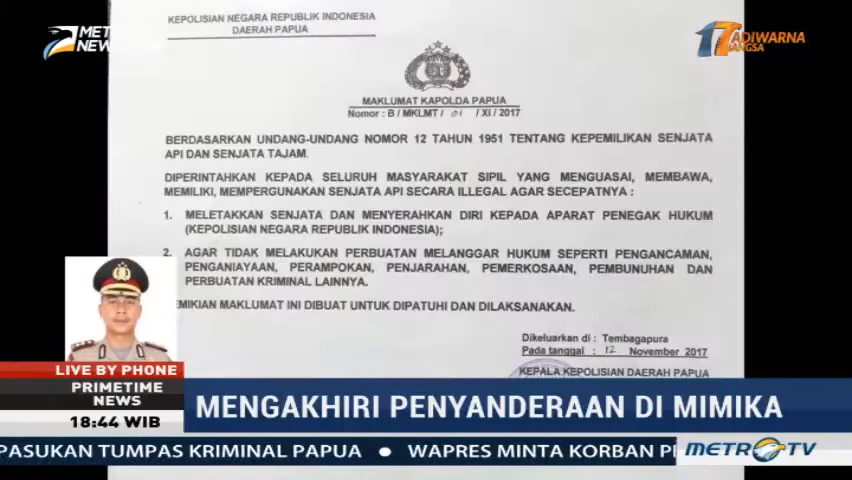 METRO
NEWS
17
ADIWARNA
BANGSA
KEPOLISIAN NEGARA REPUBLIK INDONESIA
DAERAH PAPUA
MAKLUMAT KAPOLDA PAPUA
Nomor : B / MKLMT / 01 / XI / 2017
BERDASARKAN UNDANG-UNDANG NOMOR 12 TAHUN 1951 TENTANG KEPEMILIKAN SENJATA
API DAN SENJATA TAJAM.
DIPERINTAHKAN KEPADA SELURUH MASYARAKAT SIPIL YANG MENGUASAI, MEMBAWA,
MEMILIKI, MEMPERGUNAKAN SENJATA API SECARA ILLEGAL AGAR SECEPATNYA :
1. MELETAKKAN SENJATA DAN MENYERAHKAN DIRI KEPADA APARAT PENEGAK HUKUM
(KEPOLISIAN NEGARA REPUBLIK INDONESIA);
2. AGAR TIDAK MELAKUKAN PERBUATAN MELANGGAR HUKUM SEPERTI PENGANCAMAN,
PENGANIAYAAN, PERAMPOKAN, PENJARAHAN, PEMERKOSAAN, PEMBUNUHAN DAN
PERBUATAN KRIMINAL LAINNYA.
EMIKIAN MAKLUMAT INI DIBUAT UNTUK DIPATUHI DAN DILAKSANAKAN.
Dikeluarkan di : Tembagapura
Pada tanggal : 12 November 2017
KEPALA KEPOLISIAN DAERAH PAPUA
LIVE BY PHONE
PRIMETIME
NEWS
18:44 WIB
MENGAKHIRI PENYANDERAAN DI MIMIKA
PASUKAN TUMPAS KRIMINAL PAPUA ● WAPRES MINTA KORBAN
METRO TV